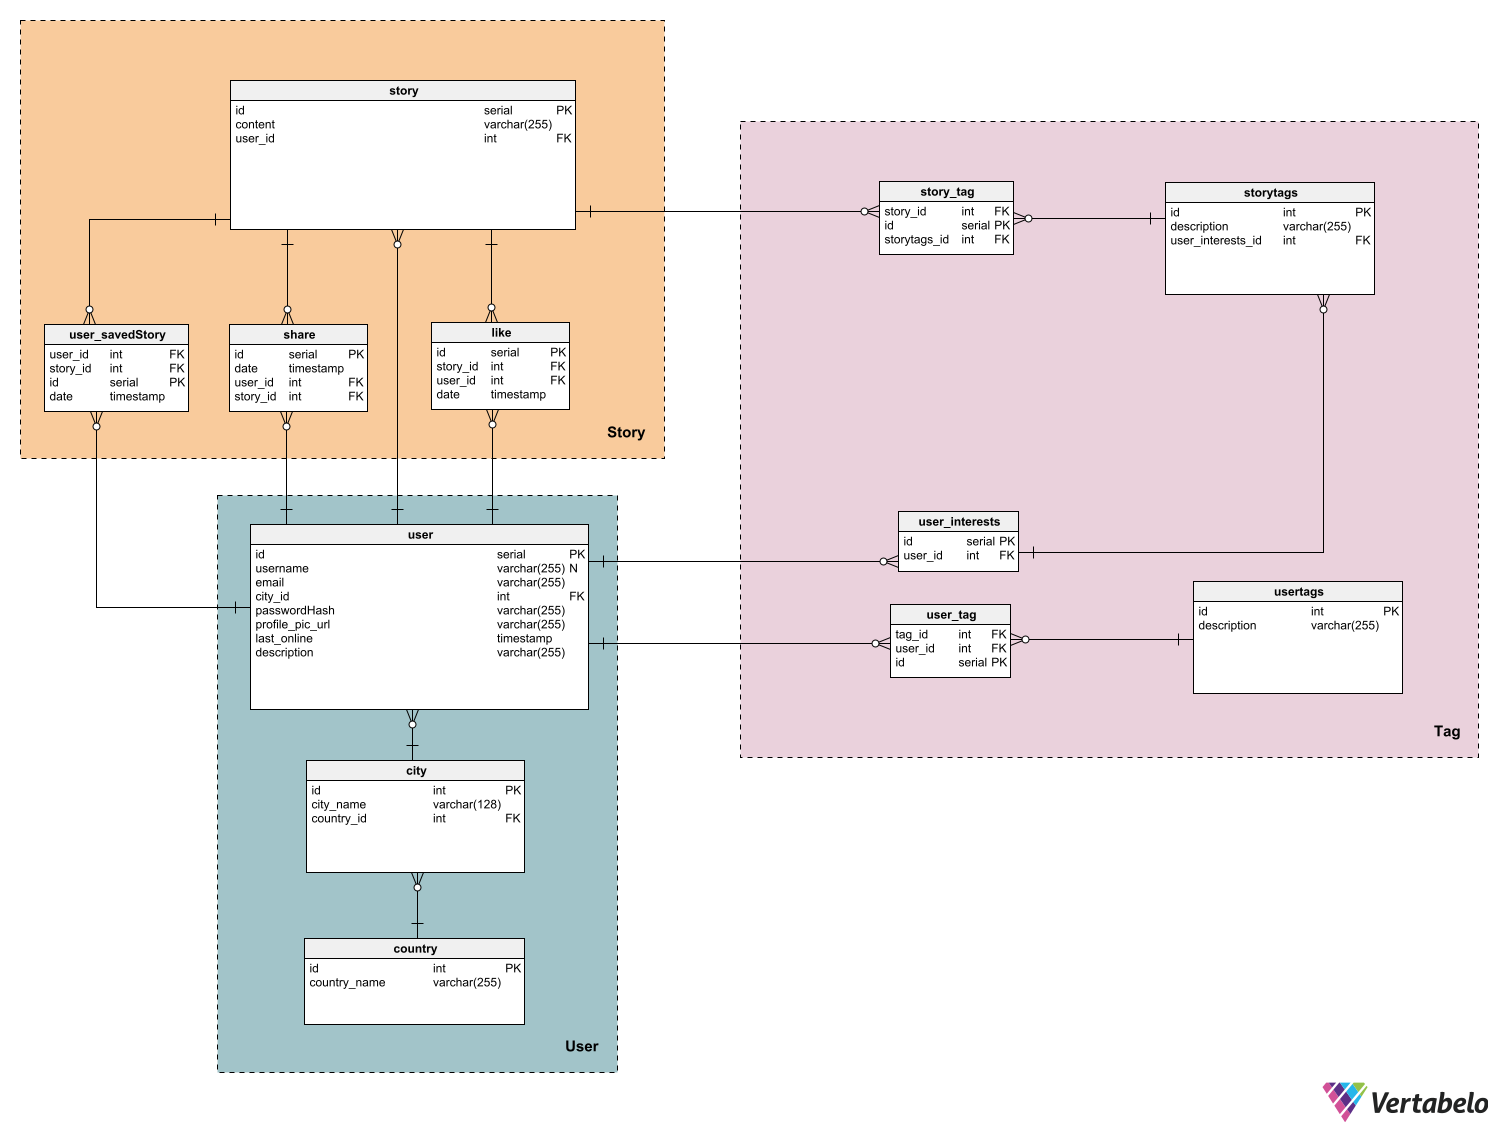 story
id serial PK
content varchar(255)
user_id int FK
user_savedStory
user_id int FK
story_id int FK
id serial PK
date timestamp
share
id serial PK
date timestamp
user_id int FK
story_id int FK
like
id serial PK
story_id int FK
user_id int FK
date timestamp
Story
story_tag
story_id int FK
id serial PK
storytags_id int FK
storytags
id int PK
description varchar(255)
user_interests_id int FK
user_interests
id serial PK
user_id int FK
user_tag
tag_id int FK
user_id int FK
id serial PK
usertags
id int PK
description varchar(255)
Tag
user
id serial PK
username varchar(255) N
email varchar(255)
city_id int FK
passwordHash varchar(255)
profile_pic_url varchar(255)
last_online timestamp
description varchar(255)
city
id int PK
city_name varchar(128)
country_id int FK
country
id int PK
country_name varchar(255)
User
Vertabelo